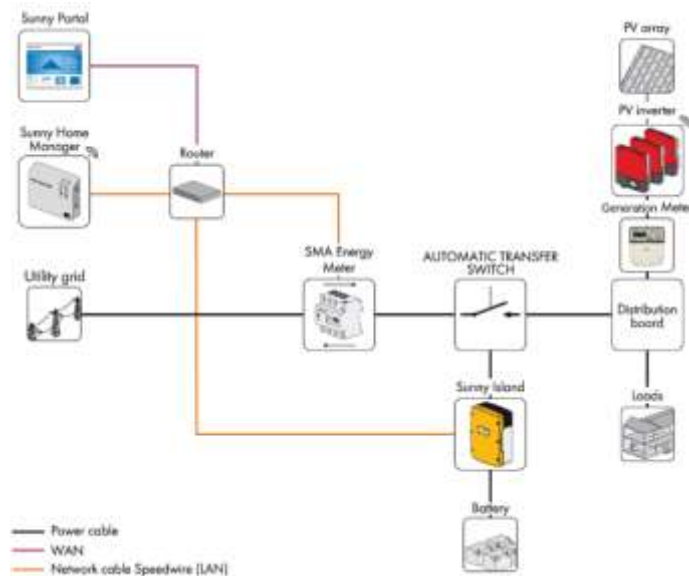 Sunny Portal
PV array
Sunny Home
Manager
Router
PV inverter
Generation Meter
Utility grid
SMA Energy
Meter
AUTOMATIC TRANSFER
SWITCH
Distribution
board
Sunny Island
Loads
Battery
Power cable
WAN
Network cable Speedwire (LAN)